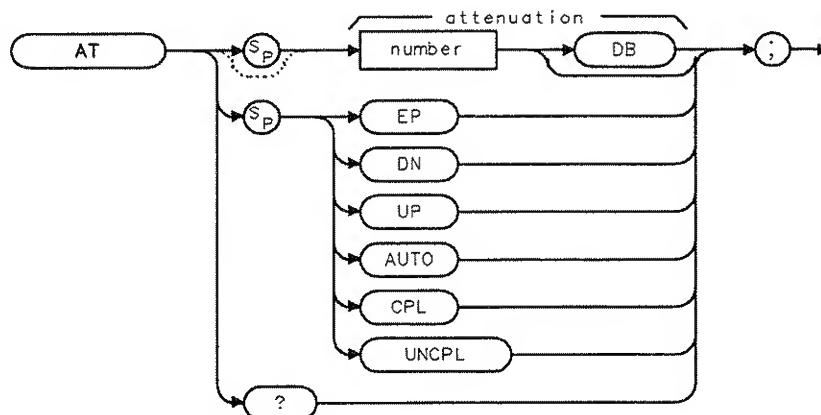 attenuation
AT SP number DB ;
SP EP
DN
UP
AUTO
CPL
UNCPL
?